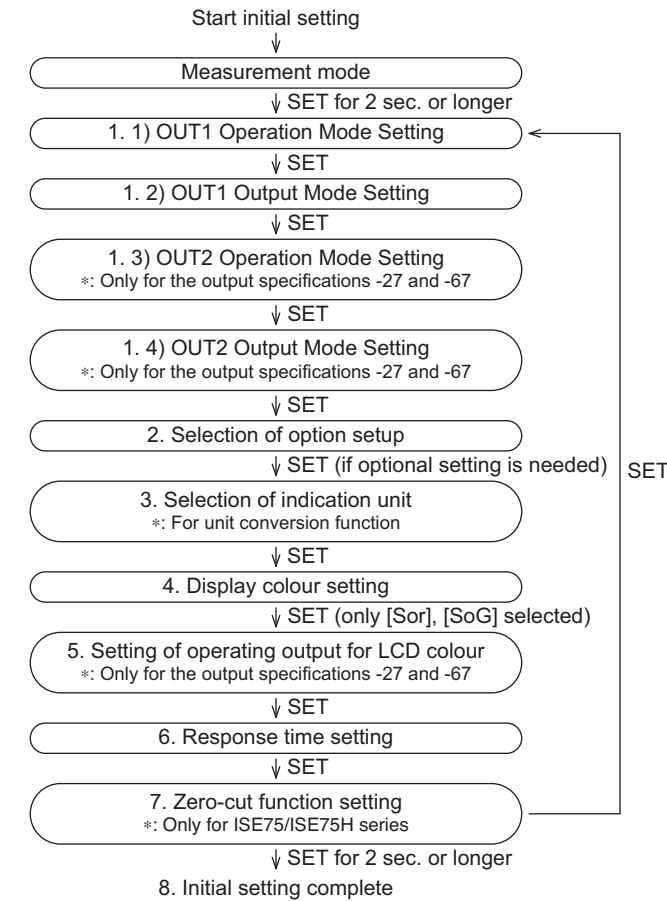 Start initial setting
Measurement mode
SET for 2 sec. or longer
1. 1) OUT1 Operation Mode Setting
SET
1. 2) OUT1 Output Mode Setting
SET
1. 3) OUT2 Operation Mode Setting
*: Only for the output specifications -27 and -67
SET
1. 4) OUT2 Output Mode Setting
*: Only for the output specifications -27 and -67
SET
2. Selection of option setup
SET (if optional setting is needed)
SET
3. Selection of indication unit
*: For unit conversion function
SET
4. Display colour setting
SET (only [Sor], [SoG] selected)
5. Setting of operating output for LCD colour
*: Only for the output specifications -27 and -67
SET
6. Response time setting
SET
7. Zero-cut function setting
*: Only for ISE75/ISE75H series
SET for 2 sec. or longer
8. Initial setting complete